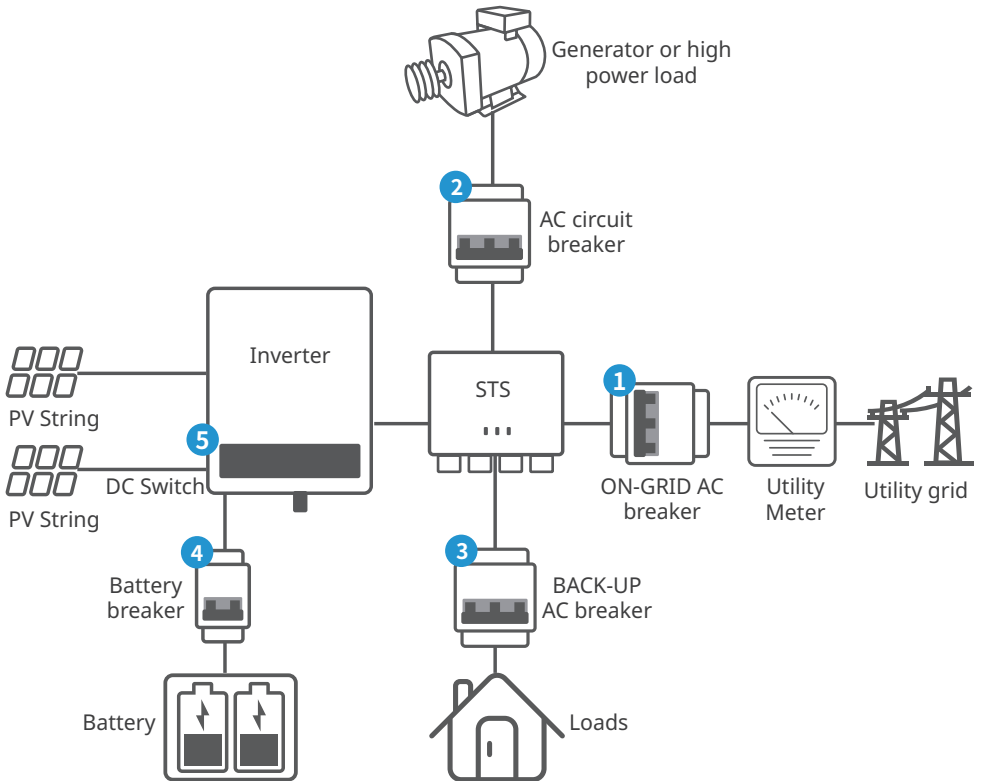 Generator or high
power load
2
AC circuit
breaker
Inverter
STS
1
PV String
5
DC Switch
PV String
ON-GRID AC
breaker
Utility
Meter
Utility grid
4
Battery
breaker
3
BACK-UP
AC breaker
Battery
Loads